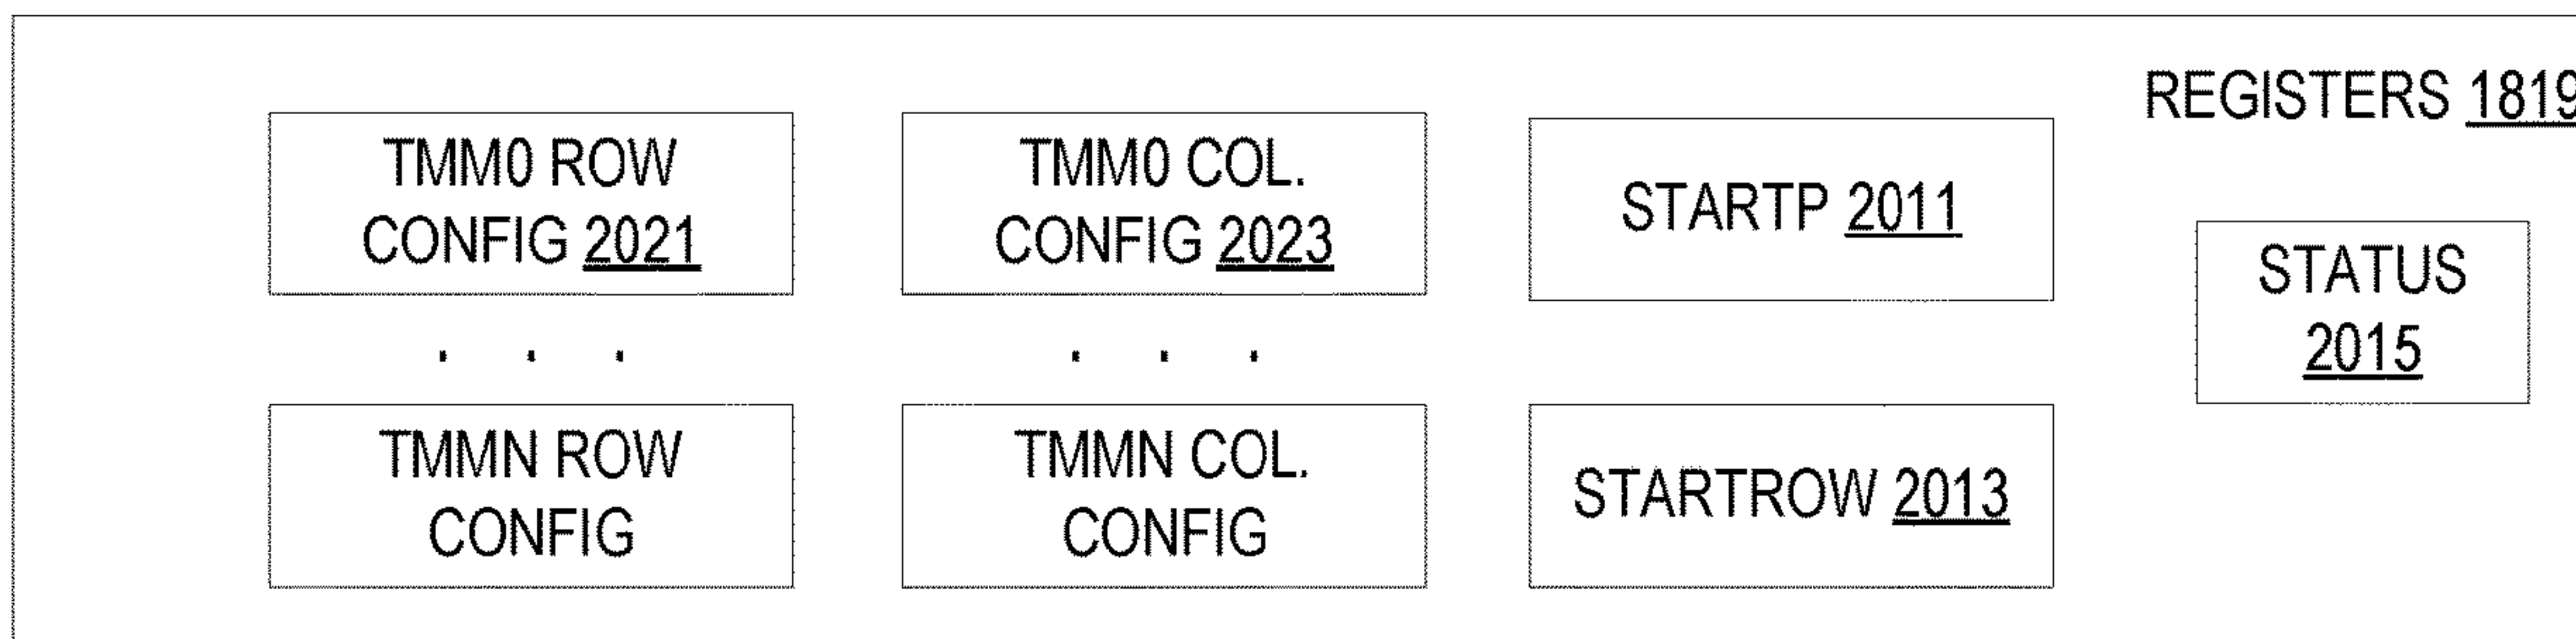 REGISTERS 1819
TMM0 ROW
CONFIG 2021
TMM0 COL.
CONFIG 2023
STARTP 2011
STATUS
2015
. . .
. . .
TMMN ROW
CONFIG
TMMN COL.
CONFIG
STARTROW 2013